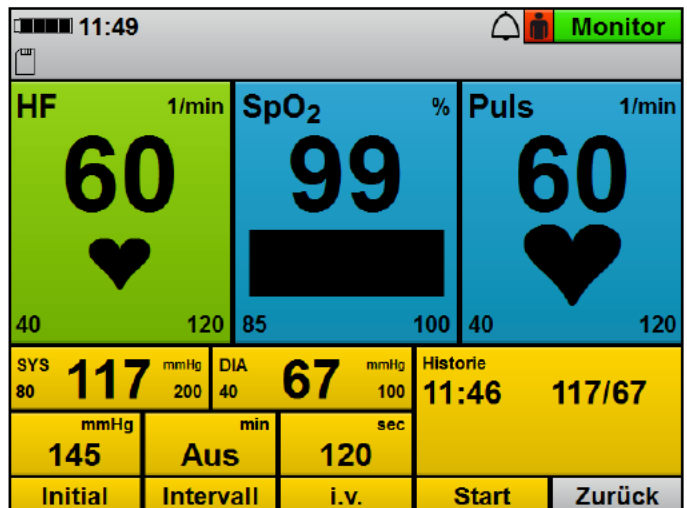 11:49 Monitor
HF 1/min SpO₂ % Puls 1/min
60 99 60
40 120 85 100 40 120
SYS 117 mmHg DIA 67 mmHg Historie
80 200 40 100 11:46 117/67
mmHg min sec
145 Aus 120
Initial Intervall i.v. Start Zurück